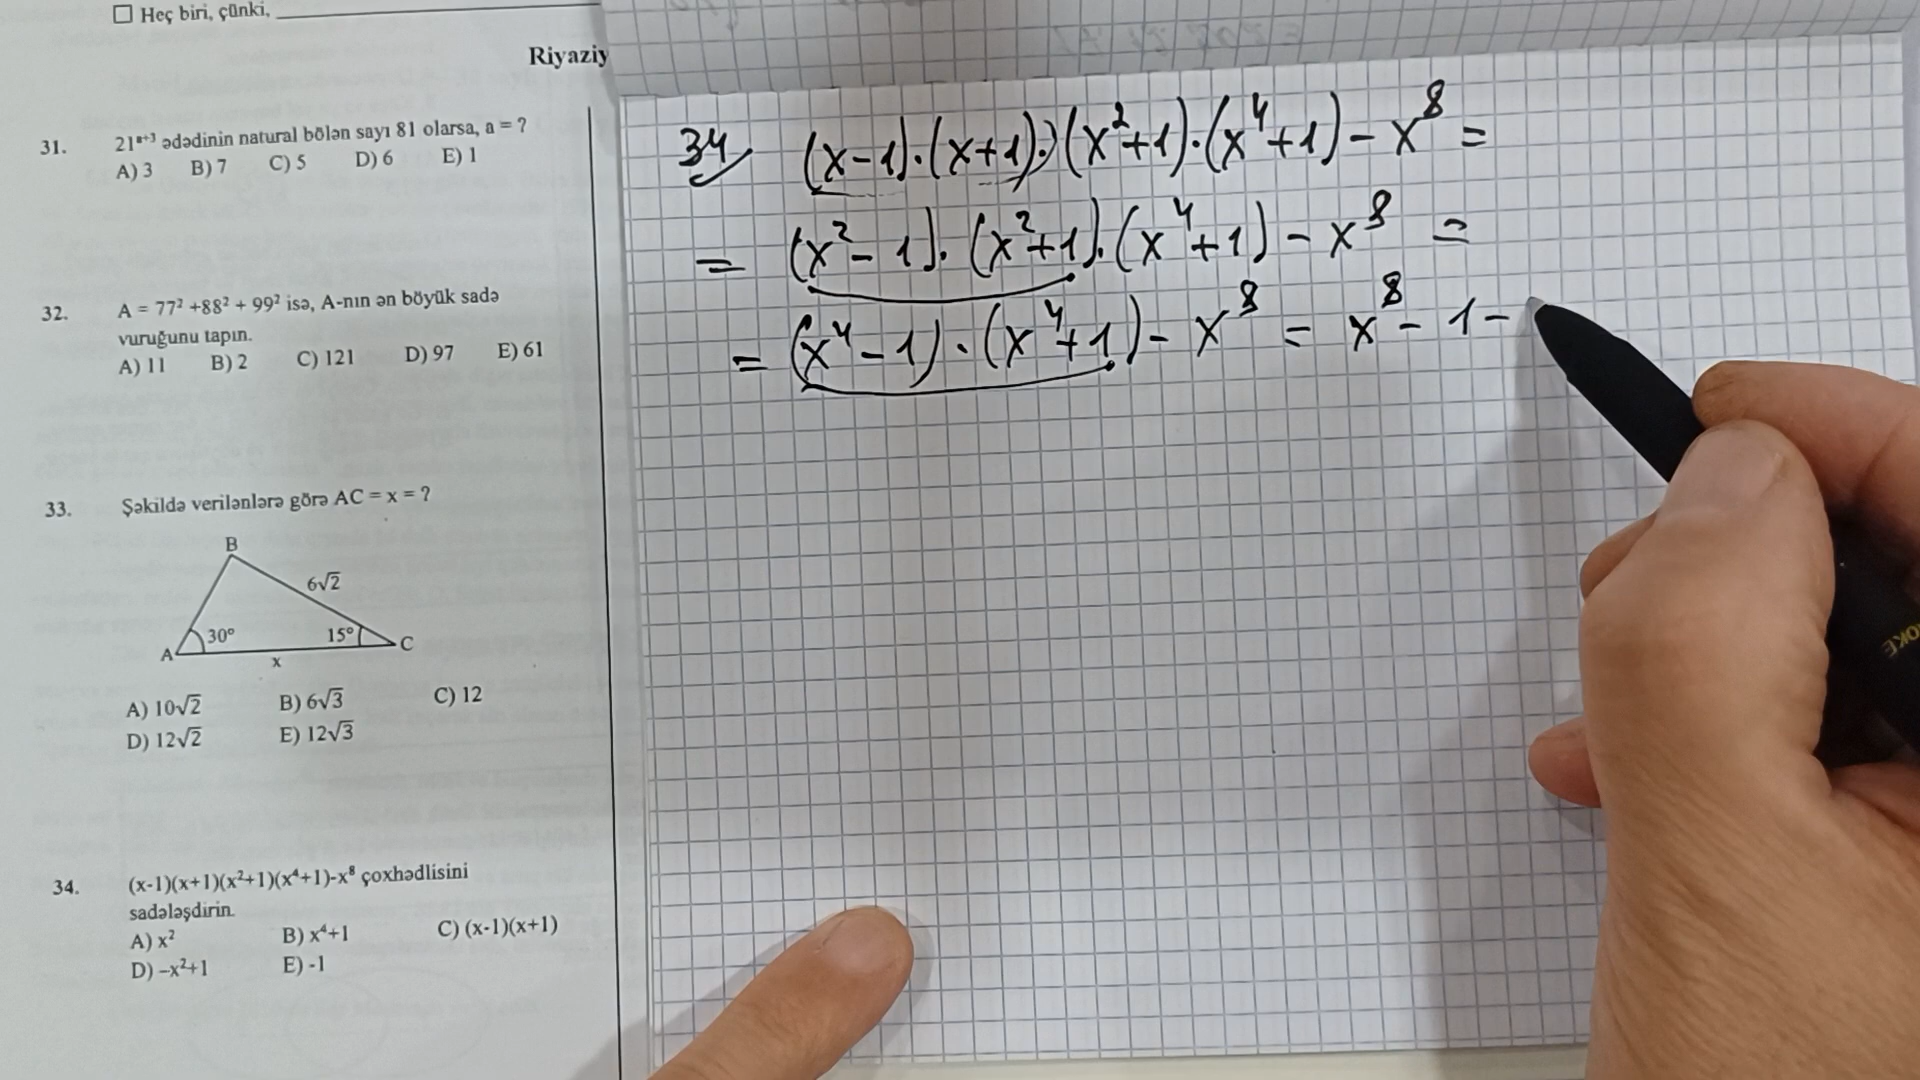 ☐ Heç biri, çünki,
Riyaziy
31. 21ᵃ⁺³ ədədinin natural bölən sayı 81 olarsa, a = ?
A) 3 B) 7 C) 5 D) 6 E) 1
32. A = 77² +88² + 99² isə, A-nın ən böyük sadə
vuruğunu tapın.
A) 11 B) 2 C) 121 D) 97 E) 61
33. Şəkildə verilənlərə görə AC = x = ?
B
6√2
30° 15°
A x C
A) 10√2 B) 6√3 C) 12
D) 12√2 E) 12√3
34. (x-1)(x+1)(x²+1)(x⁴+1)-x⁸ çoxhədlisini
sadələşdirin.
A) x² B) x⁴+1 C) (x-1)(x+1)
D) –x²+1 E) -1
34 (x-1)·(x+1)·)(x²+1)·(x⁴+1) - x⁸ =
= (x² - 1)·(x²+1)·(x⁴+1) - x⁸ =
= (x⁴ - 1)·(x⁴+1) - x⁸ = x⁸ - 1 -